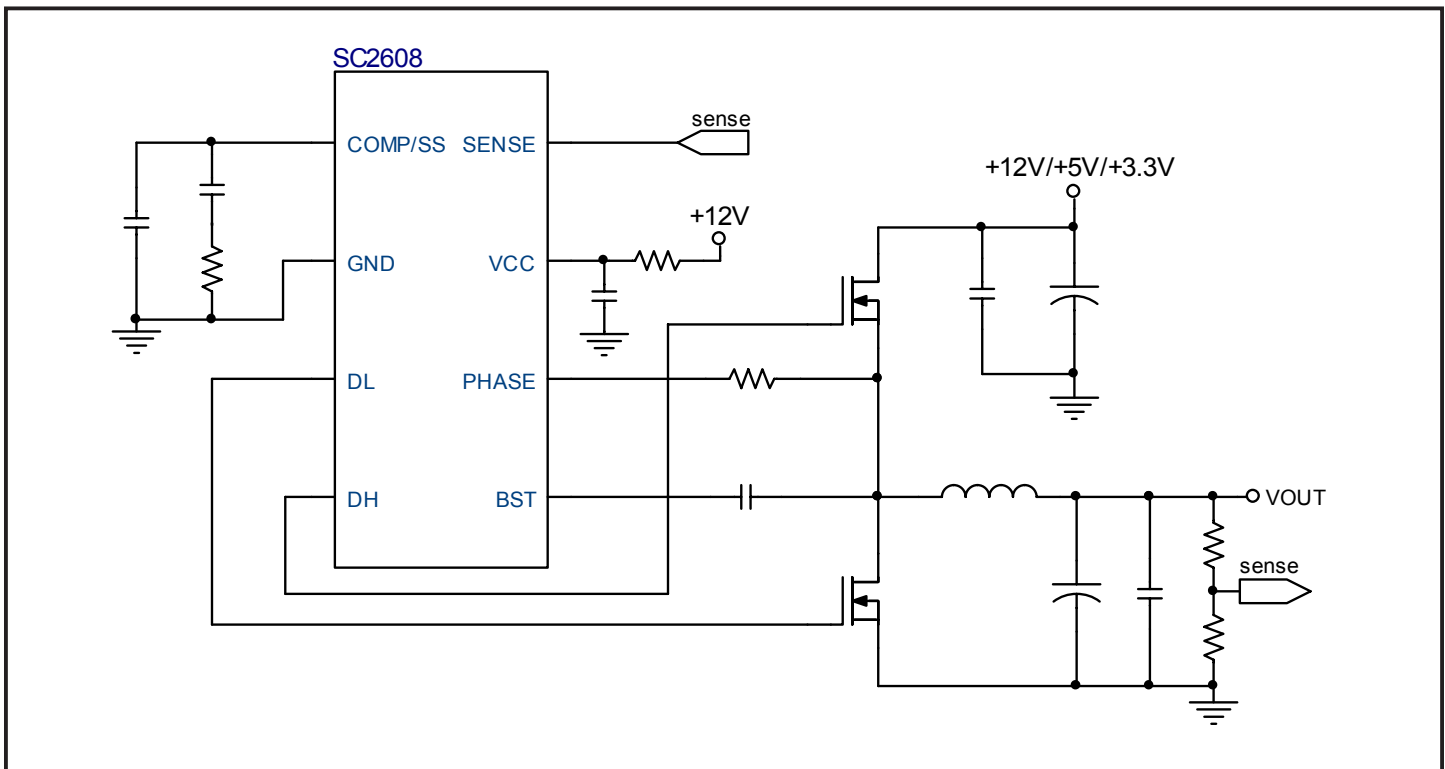 SC2608
COMP/SS SENSE
sense
+12V/+5V/+3.3V
+12V
GND VCC
DL PHASE
DH BST
VOUT
sense